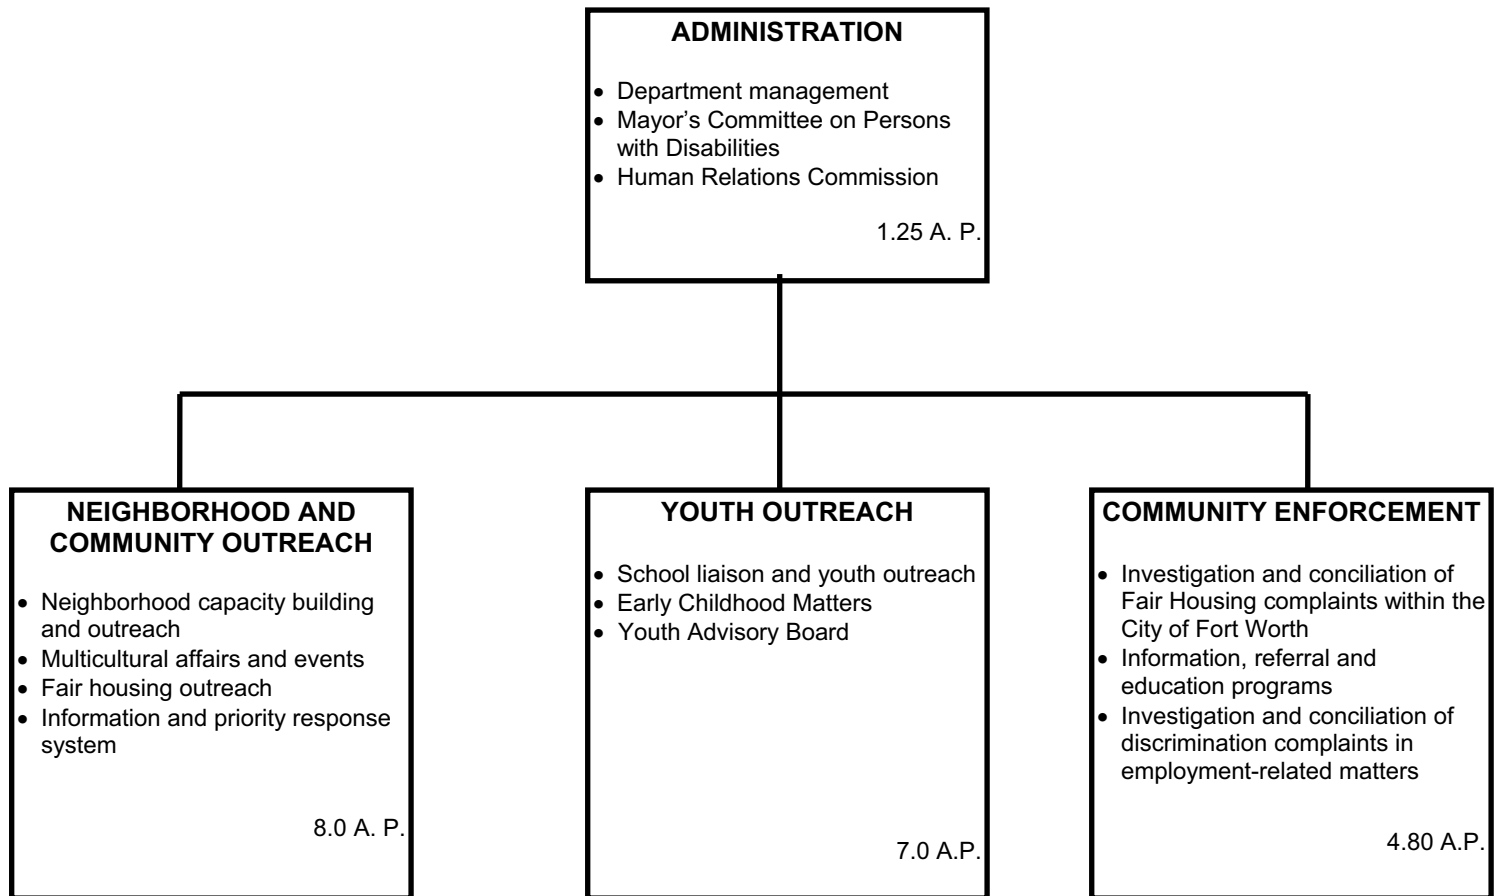 ADMINISTRATION
• Department management
• Mayor’s Committee on Persons
with Disabilities
• Human Relations Commission
1.25 A. P.
NEIGHBORHOOD AND
COMMUNITY OUTREACH
• Neighborhood capacity building
and outreach
• Multicultural affairs and events
• Fair housing outreach
• Information and priority response
system
8.0 A. P.
YOUTH OUTREACH
• School liaison and youth outreach
• Early Childhood Matters
• Youth Advisory Board
7.0 A.P.
COMMUNITY ENFORCEMENT
• Investigation and conciliation of
Fair Housing complaints within the
City of Fort Worth
• Information, referral and
education programs
• Investigation and conciliation of
discrimination complaints in
employment-related matters
4.80 A.P.